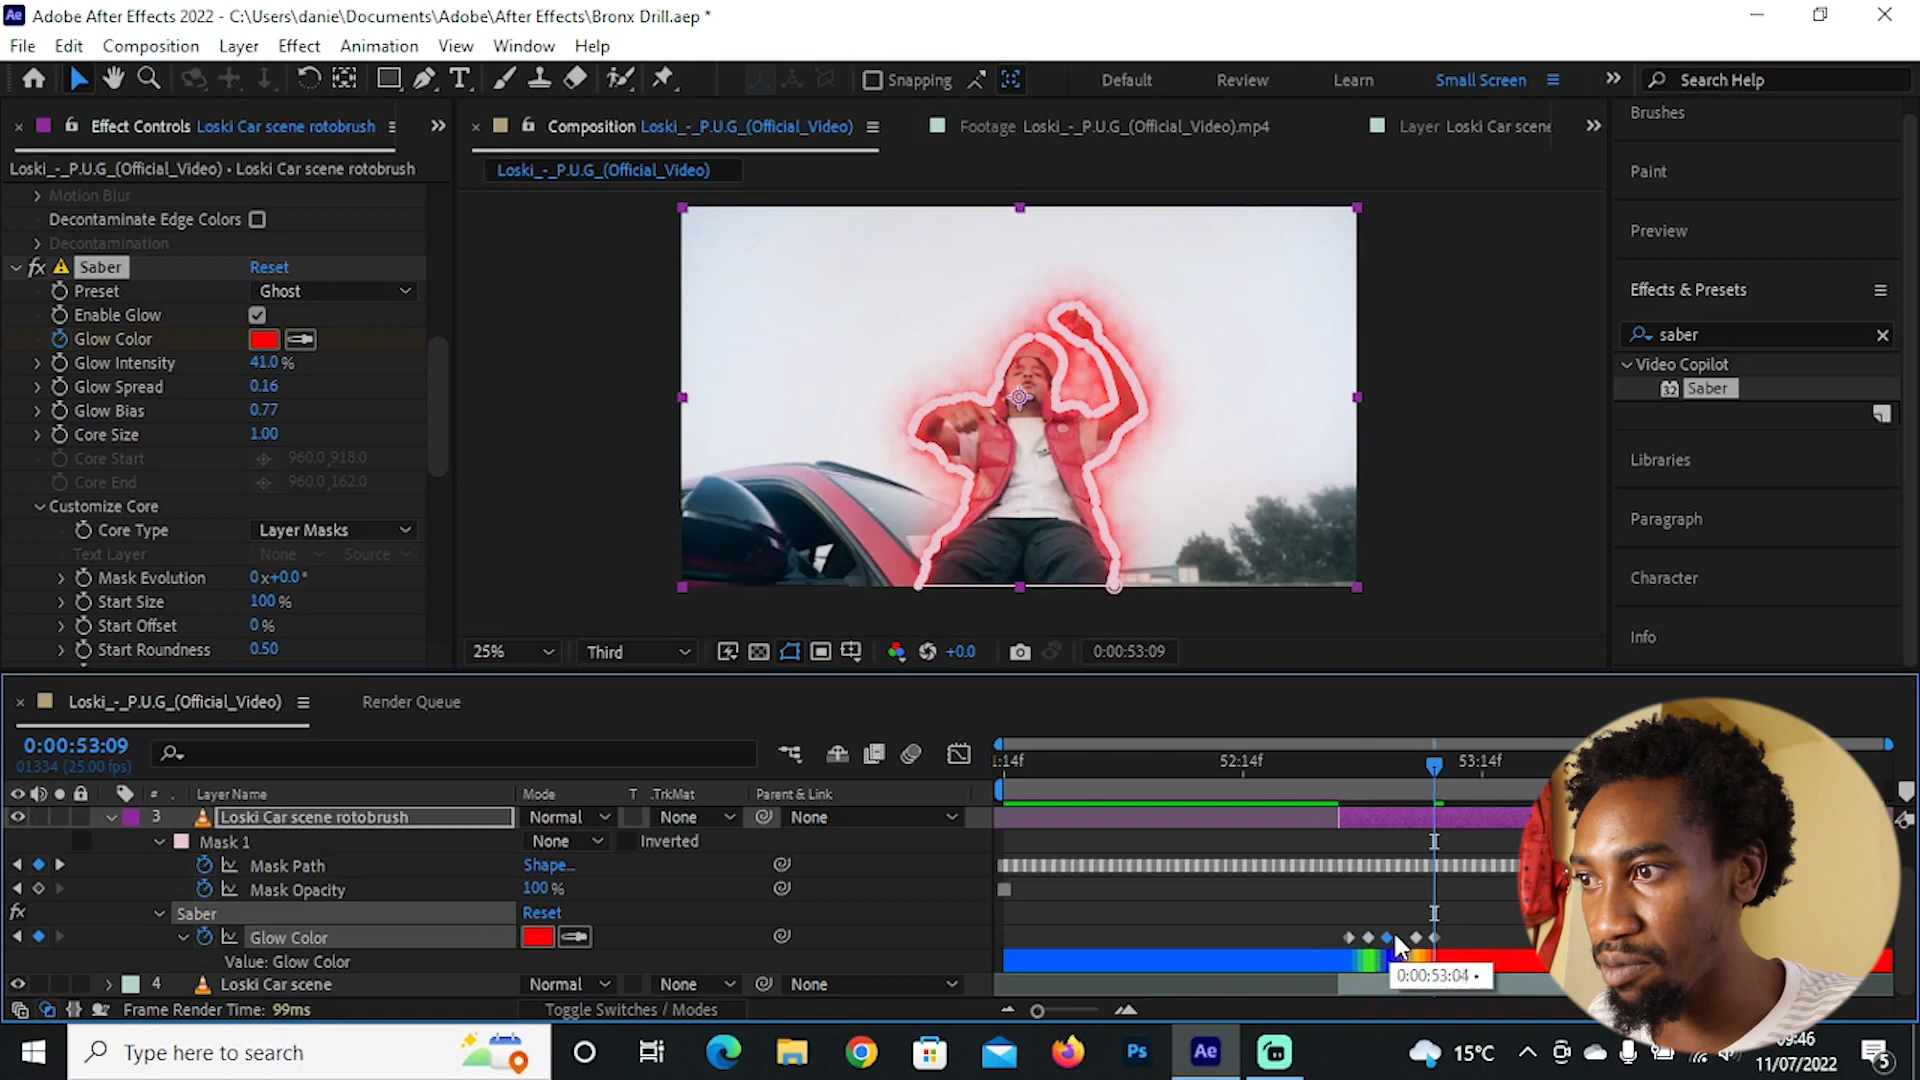 Adobe After Effects 2022 - C:\Users\danie\Documents\Adobe\After Effects\Bronx Drill.aep *
File Edit Composition Layer Effect Animation View Window Help
Snapping Default Review Learn Small Screen Search Help
Effect Controls Loski Car scene rotobrush
Composition Loski_-_P.U.G_(Official_Video)
Footage Loski_-_P.U.G_(Official_Video).mp4
Layer Loski Car scene
Loski_-_P.U.G_(Official_Video) • Loski Car scene rotobrush
Loski_-_P.U.G_(Official_Video)
Motion Blur
Decontaminate Edge Colors
Decontamination
fx Saber Reset
Preset Ghost
Enable Glow
Glow Color
Glow Intensity 41.0 %
Glow Spread 0.16
Glow Bias 0.77
Core Size 1.00
Core Start 960.0,918.0
Core End 960.0,162.0
Customize Core
Core Type Layer Masks
Text Layer None Source
Mask Evolution 0x+0.0°
Start Size 100 %
Start Offset 0 %
Start Roundness 0.50
25% Third +0.0 0:00:53:09
Brushes
Paint
Preview
Effects & Presets
saber
Video Copilot
32 Saber
Libraries
Paragraph
Character
Info
Loski_-_P.U.G_(Official_Video) Render Queue
0:00:53:09
01334 (25.00 fps)
1:14f 52:14f 53:14f
# Layer Name Mode T .TrkMat Parent & Link
3 Loski Car scene rotobrush Normal None None
Mask 1 None Inverted
Mask Path Shape...
Mask Opacity 100 %
fx Saber Reset
Glow Color
Value: Glow Color
0:00:53:04 •
4 Loski Car scene Normal None None
Frame Render Time: 99ms Toggle Switches / Modes
Type here to search
Ps Ae
15°C
09:46
11/07/2022
5